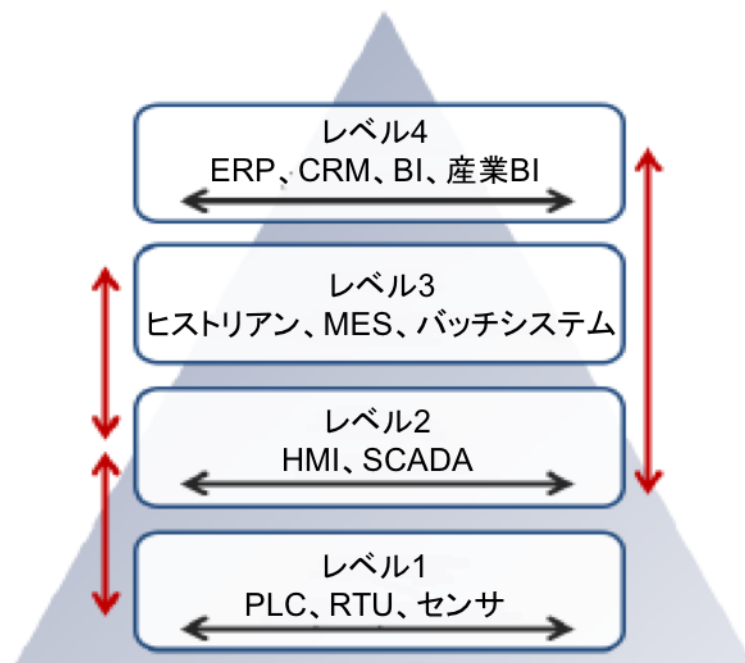 レベル4
ERP、CRM、BI、産業BI
レベル3
ヒストリアン、MES、バッチシステム
レベル2
HMI、SCADA
レベル1
PLC、RTU、センサ